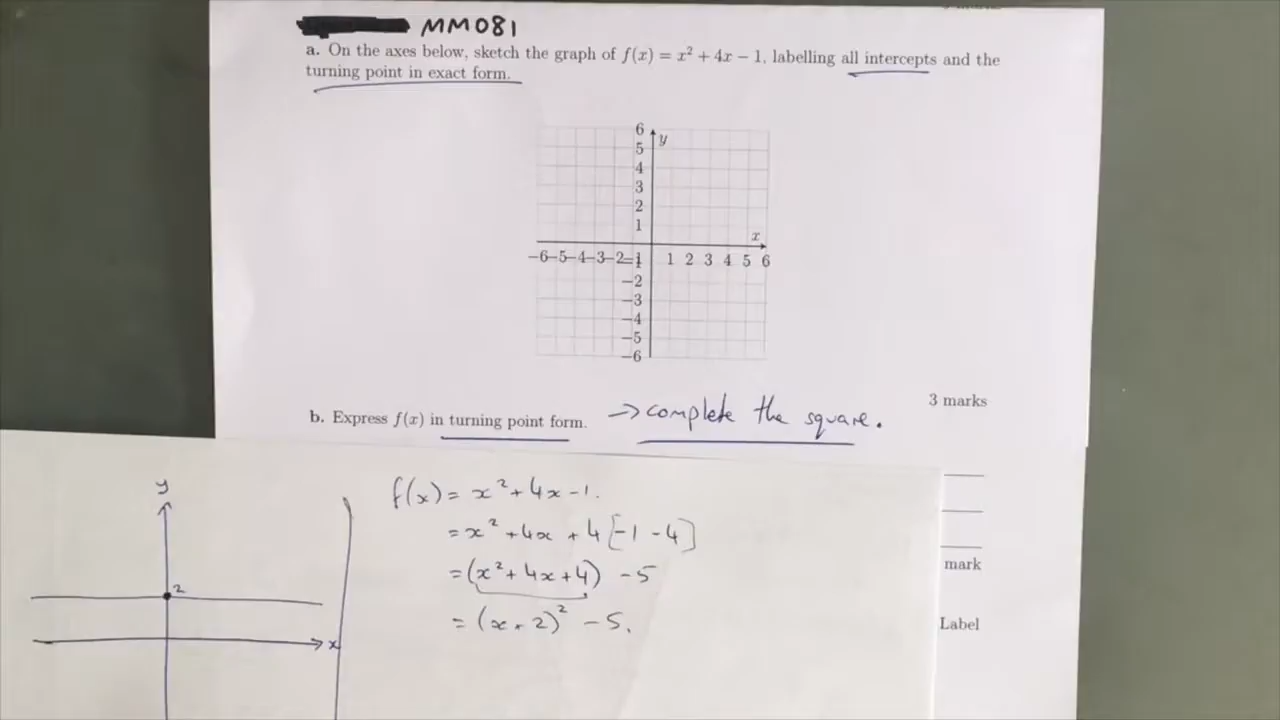 MM081
a. On the axes below, sketch the graph of f(x) = x² + 4x − 1, labelling all intercepts and the
turning point in exact form.
6
y
5
4
3
2
1
x
−6−5−4−3−2−1 1 2 3 4 5 6
−1
−2
−3
−4
−5
−6
3 marks
b. Express f(x) in turning point form. → complete the square.
y
2
x
f(x) = x² + 4x − 1.
= x² + 4x + 4 [−1 − 4]
= (x² + 4x + 4) − 5
= (x + 2)² − 5.
mark
Label